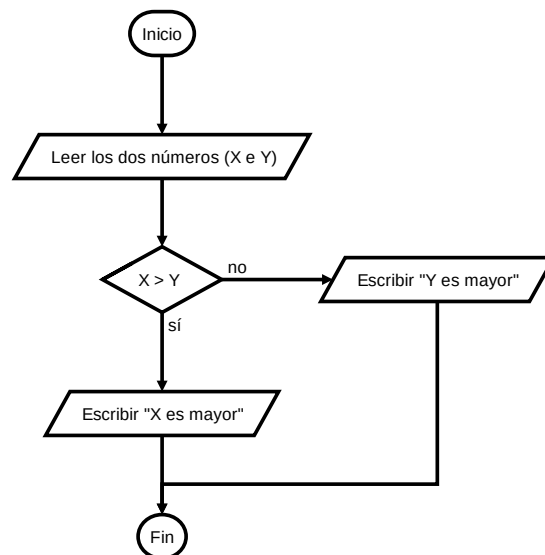 Inicio
Leer los dos números (X e Y)
X > Y
no
Escribir "Y es mayor"
sí
Escribir "X es mayor"
Fin